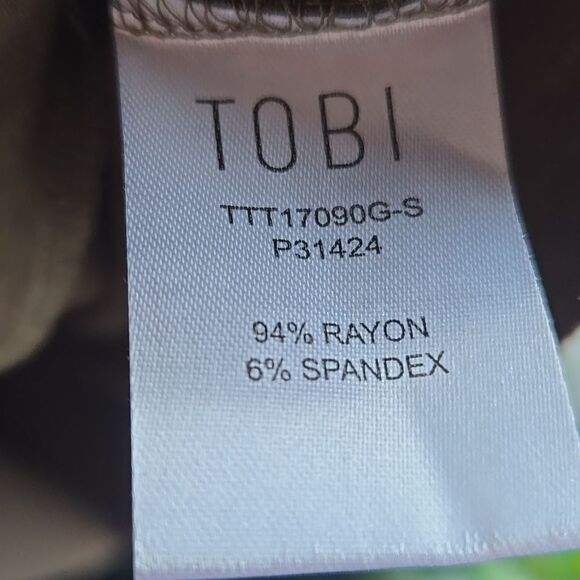 TOBI
TTT17090G-S
P31424
94% RAYON
6% SPANDEX